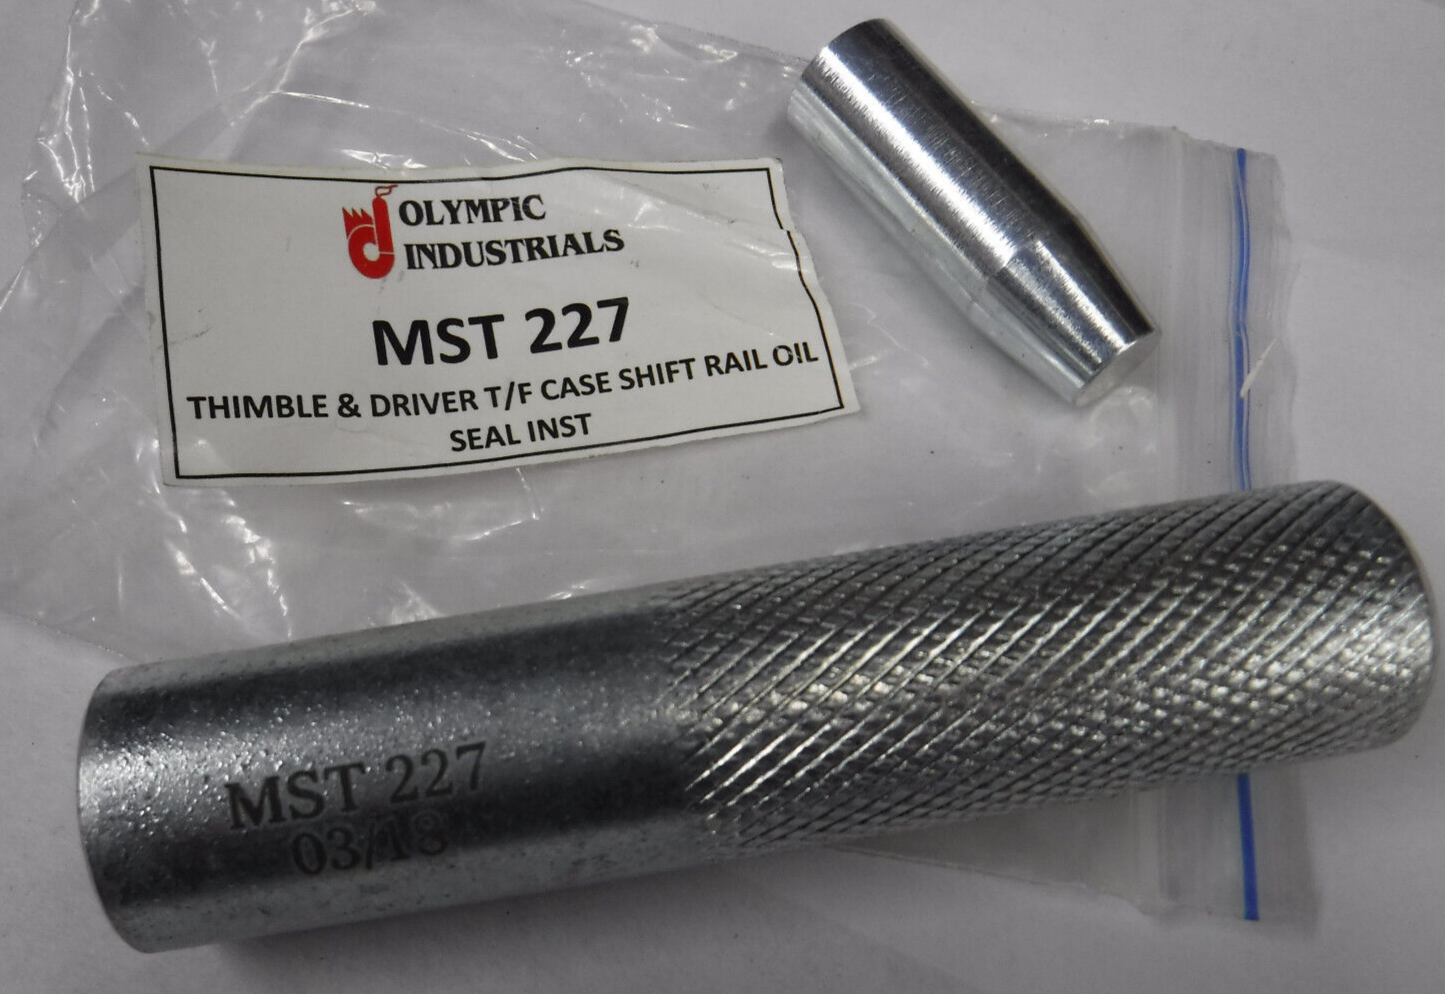 OLYMPIC
INDUSTRIALS
MST 227
THIMBLE & DRIVER T/F CASE SHIFT RAIL OIL
SEAL INST
MST 227
03/18